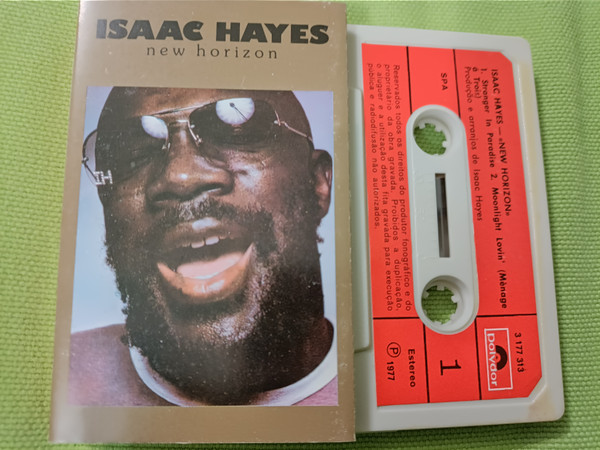 ISAAC HAYES
new horizon
IH
ISAAC HAYES — «NEW HORIZON»
1. Stranger In Paradise 2. Moonlight Lovin' (Ménage
à Trois)
Produção e arranjos de Isaac Hayes
SPA
Reservados todos os direitos do produtor fonográfico e do
proprietário da obra gravada. Proibidos a duplicação,
o aluguer e a utilização desta fita gravada para execução
pública e radiodifusão não autorizados.
3 177 313
polydor
1
Estereo
P 1977